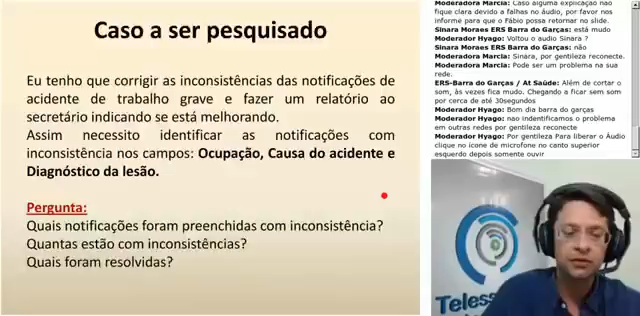 Caso a ser pesquisado
Eu tenho que corrigir as inconsistências das notificações de
acidente de trabalho grave e fazer um relatório ao
secretário indicando se está melhorando.
Assim necessito identificar as notificações com
inconsistência nos campos: Ocupação, Causa do acidente e
Diagnóstico da lesão.
Pergunta:
Quais notificações foram preenchidas com inconsistência?
Quantas estão com inconsistências?
Quais foram resolvidas?
Moderadora Marcia: Caso alguma explicação não
fique clara devido a falhas no áudio, por favor nos
informe para que o Fábio possa retornar no slide.
Sinara Moraes ERS Barra do Garças: está mudo
Moderador Hyago: Voltou o audio Sinara ?
Sinara Moraes ERS Barra do Garças: não
Moderadora Marcia: Sinara, por gentileza reconecte.
Moderadora Marcia: Pode ser um problema na sua
rede.
ERS-Barra do Garças / At Saúde: Além de cortar o
som, às vezes fica mudo. Chegando a ficar sem som
por cerca de até 30segundos
Moderador Hyago: Bom dia barra do garças
Moderador Hyago: nao indentificamos o problema
em outras redes por gentileza reconecte
Moderador Hyago: Por gentileza Para liberar o Áudio
clique no ícone de microfone no canto superior
esquerdo depois somente ouvir
Teless